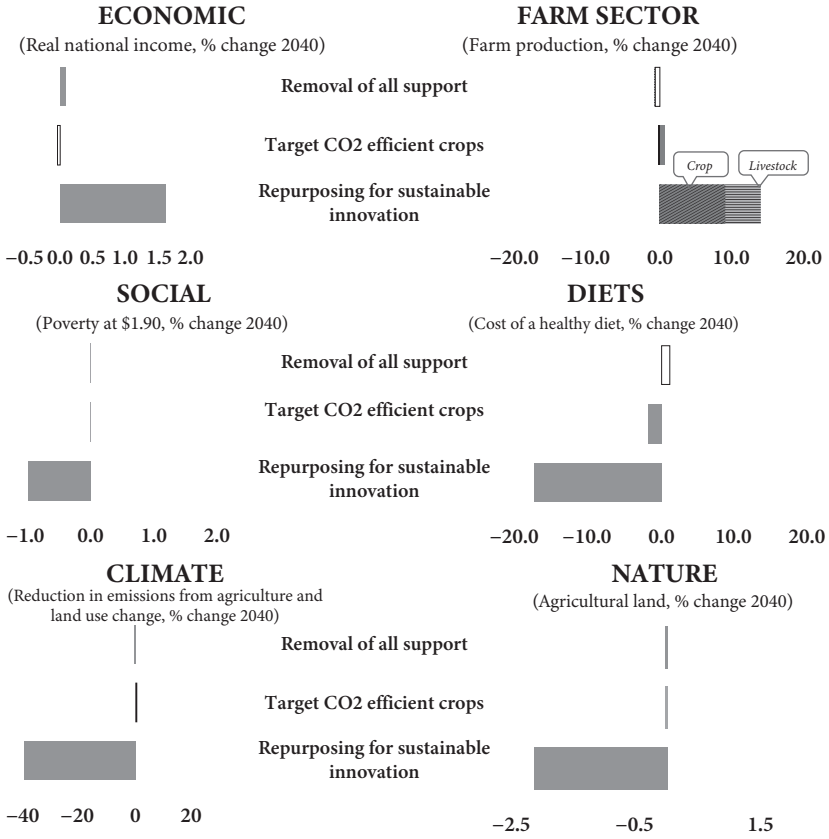 ECONOMIC
(Real national income, % change 2040)
FARM SECTOR
(Farm production, % change 2040)
Removal of all support
Target CO2 efficient crops
Crop
Livestock
Repurposing for sustainable
innovation
−0.5 0.0 0.5 1.0 1.5 2.0
−20.0 −10.0 0.0 10.0 20.0
SOCIAL
(Poverty at $1.90, % change 2040)
DIETS
(Cost of a healthy diet, % change 2040)
Removal of all support
Target CO2 efficient crops
Repurposing for sustainable
innovation
−1.0 0.0 1.0 2.0
−20.0 −10.0 0.0 10.0 20.0
CLIMATE
(Reduction in emissions from agriculture and
land use change, % change 2040)
NATURE
(Agricultural land, % change 2040)
Removal of all support
Target CO2 efficient crops
Repurposing for sustainable
innovation
−40 −20 0 20
−2.5 −0.5 1.5